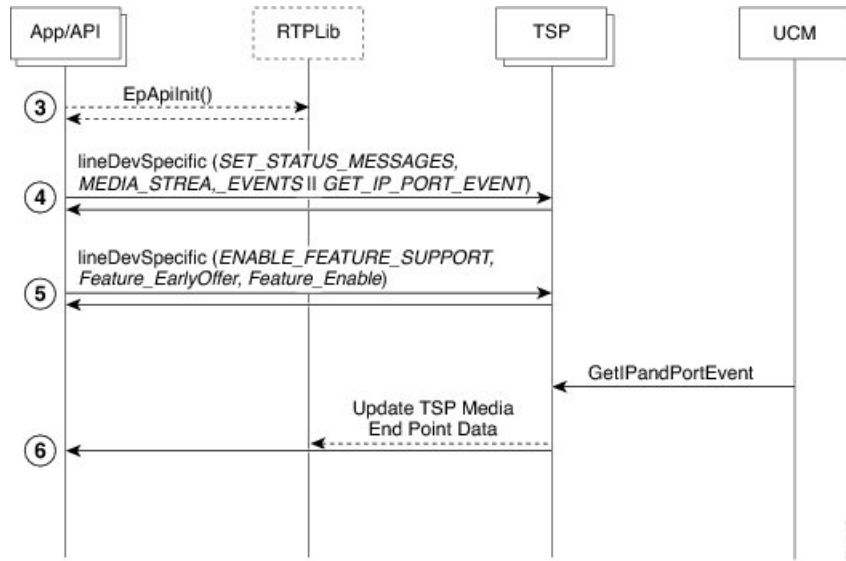 App/API
RTPLib
TSP
UCM
3
EpApiInit()
lineDevSpecific (SET_STATUS_MESSAGES,
MEDIA_STREA,_EVENTS II GET_IP_PORT_EVENT)
4
lineDevSpecific (ENABLE_FEATURE_SUPPORT,
Feature_EarlyOffer, Feature_Enable)
5
GetIPandPortEvent
Update TSP Media
End Point Data
6